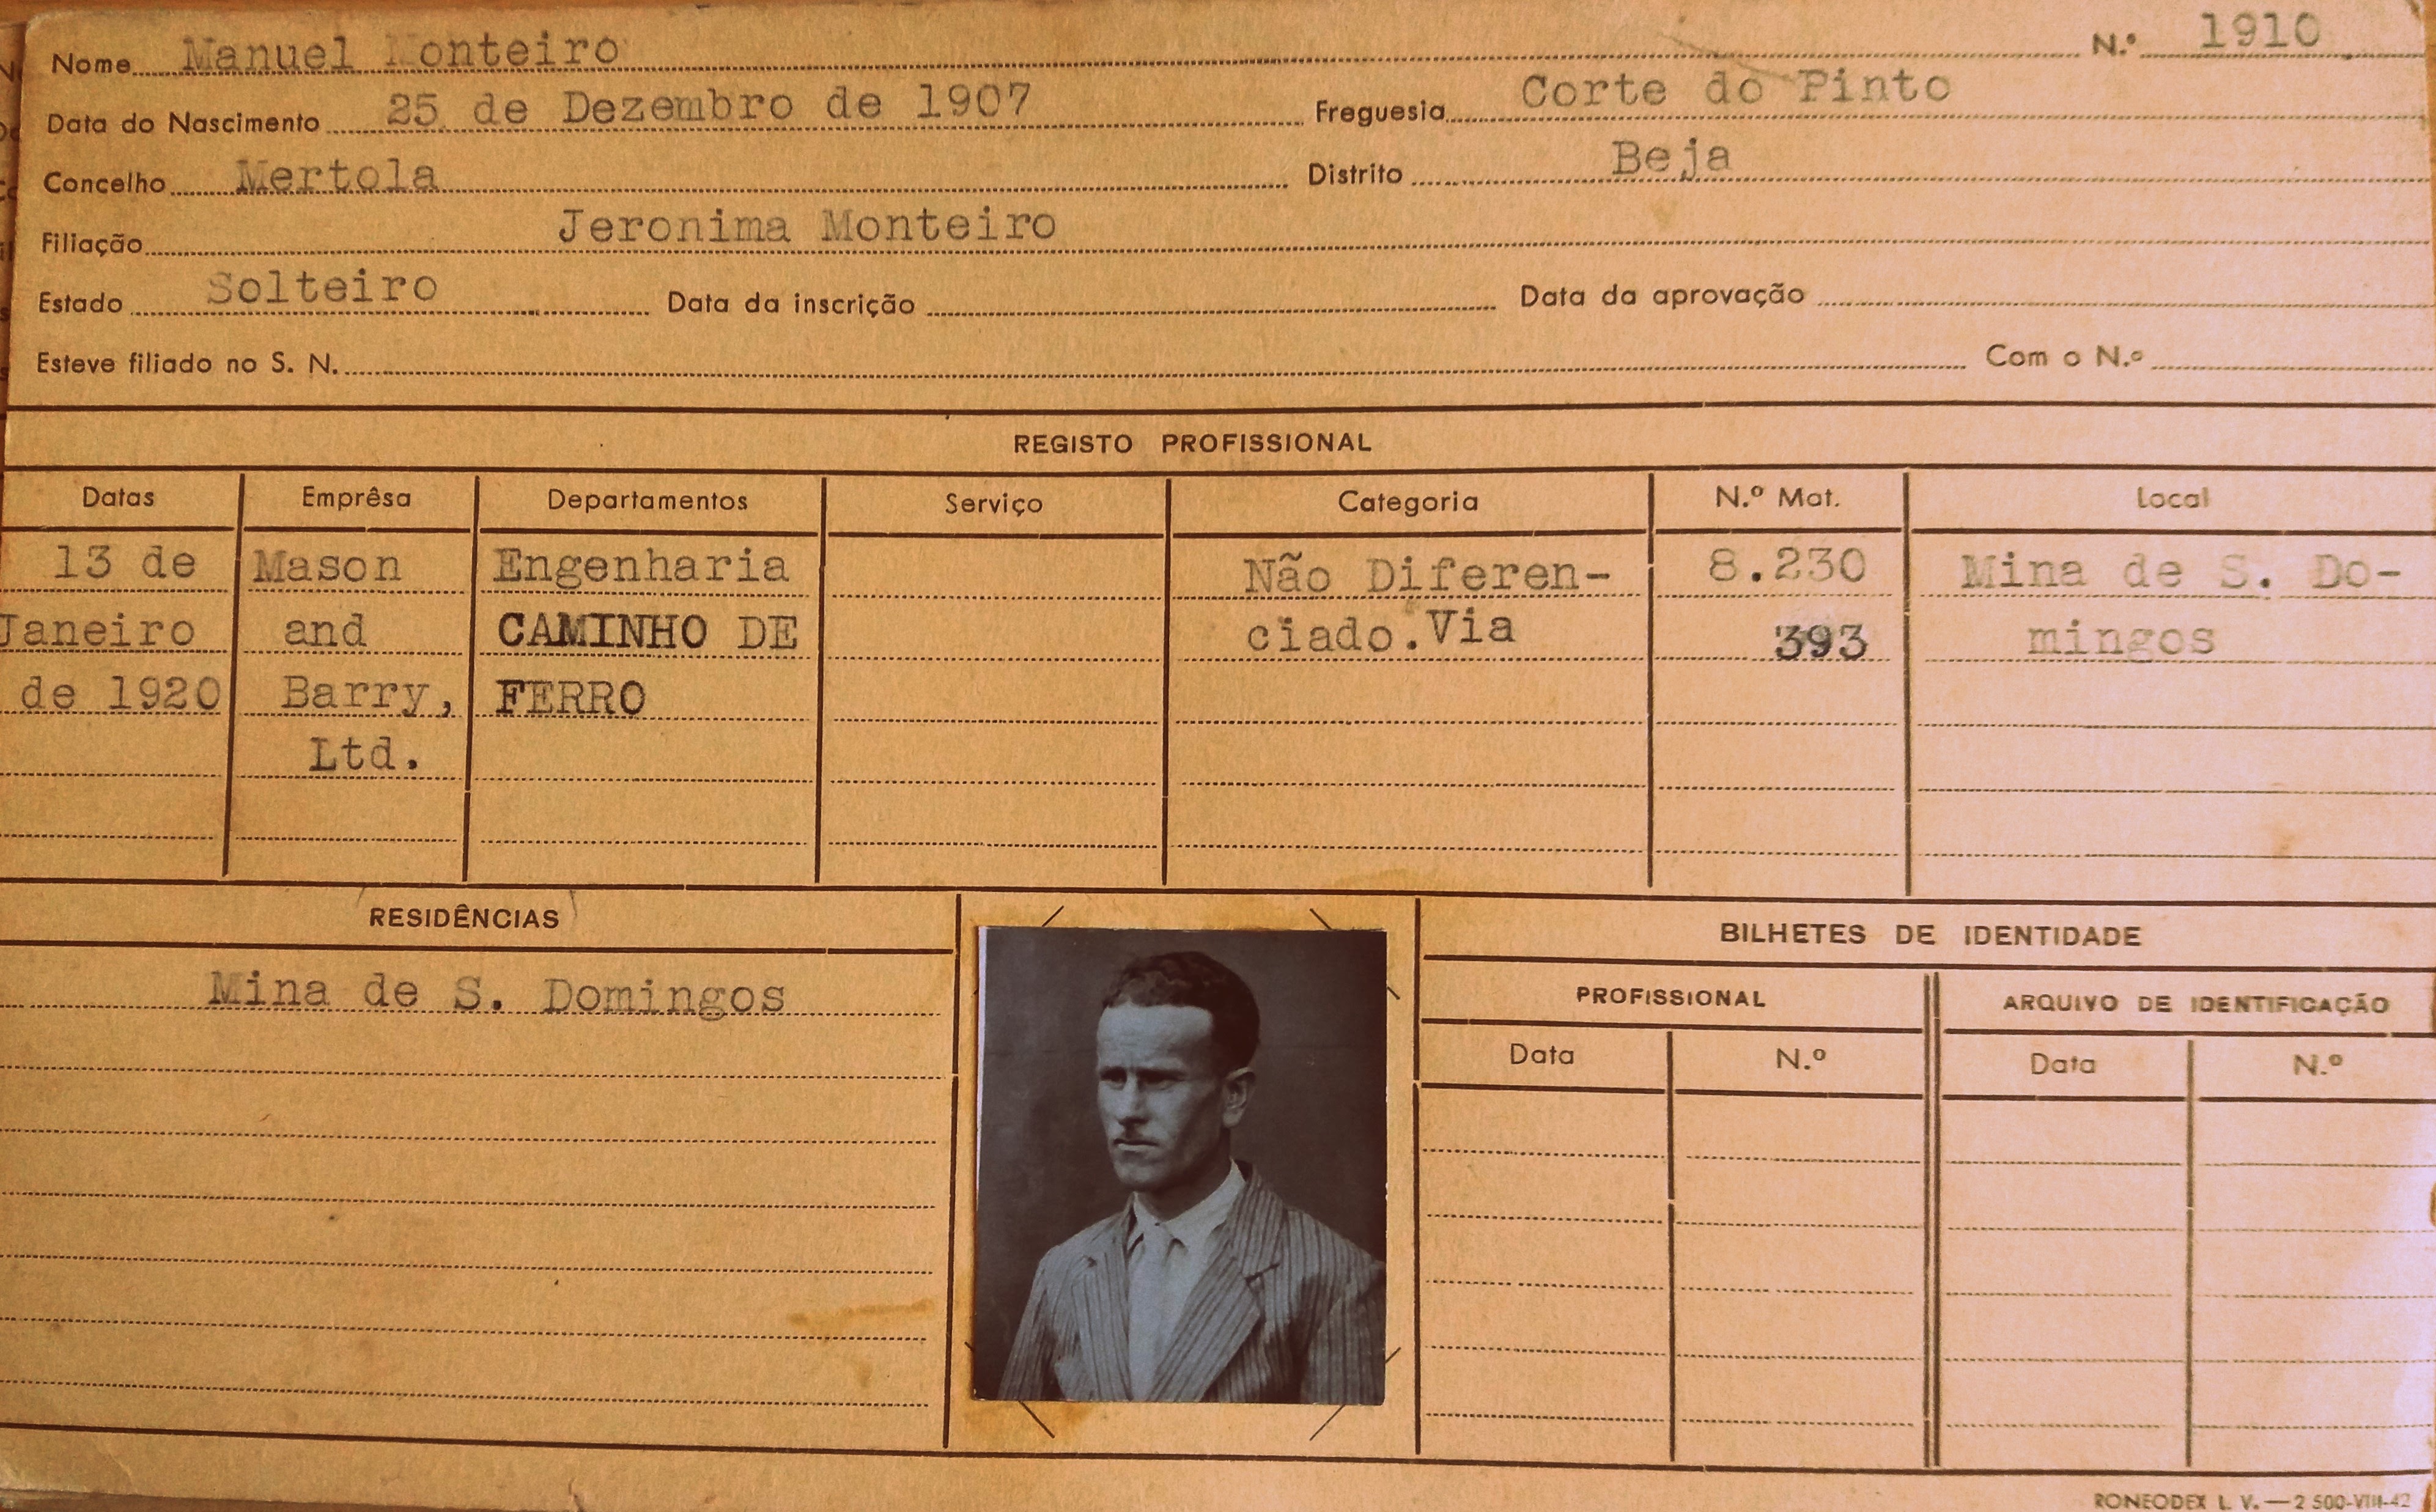 Nome Manuel Monteiro N.º 1910
Data do Nascimento 25 de Dezembro de 1907 Freguesia Corte do Pinto
Concelho Mertola Distrito Beja
Filiação Jeronima Monteiro
Estado Solteiro Data da inscrição Data da aprovação
Esteve filiado no S. N. Com o N.º
REGISTO PROFISSIONAL
Datas Emprêsa Departamentos Serviço Categoria N.º Mat. Local
13 de Mason Engenharia Não Diferen- 8.230 Mina de S. Do-
Janeiro and CAMINHO DE ciado.Via 393 mingos
de 1920 Barry, FERRO
Ltd.
RESIDÊNCIAS
Mina de S. Domingos
BILHETES DE IDENTIDADE
PROFISSIONAL ARQUIVO DE IDENTIFICAÇÃO
Data N.º Data N.º
RONEODEX L. V. — 2 500-VIII-42